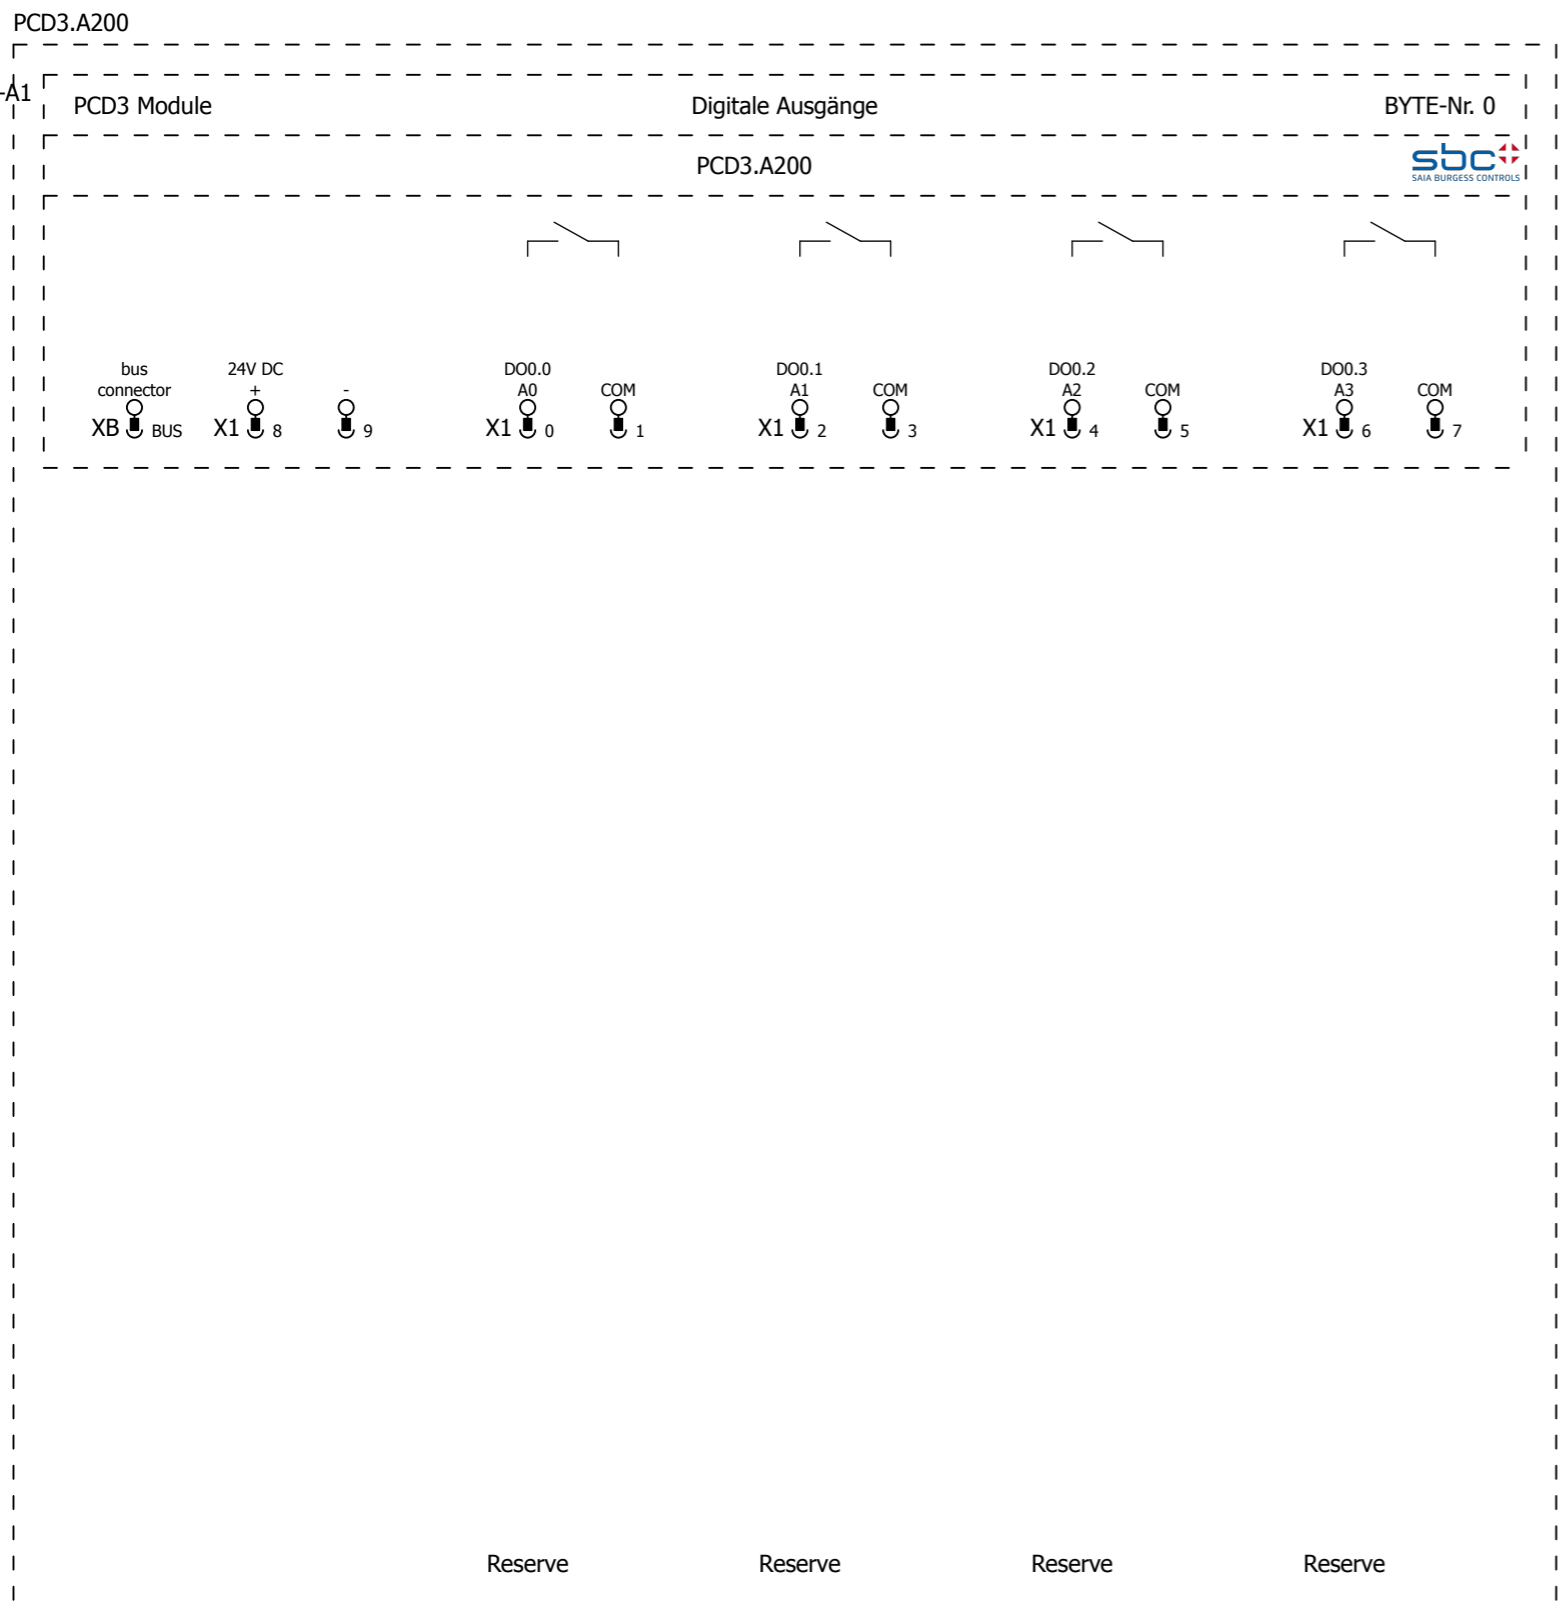 PCD3.A200
-A1
PCD3 Module Digitale Ausgänge BYTE-Nr. 0
PCD3.A200
sbc
SAIA BURGESS CONTROLS
bus 24V DC DO0.0 DO0.1 DO0.2 DO0.3
connector + - A0 COM A1 COM A2 COM A3 COM
XB BUS X1 8 9 X1 0 1 X1 2 3 X1 4 5 X1 6 7
Reserve Reserve Reserve Reserve